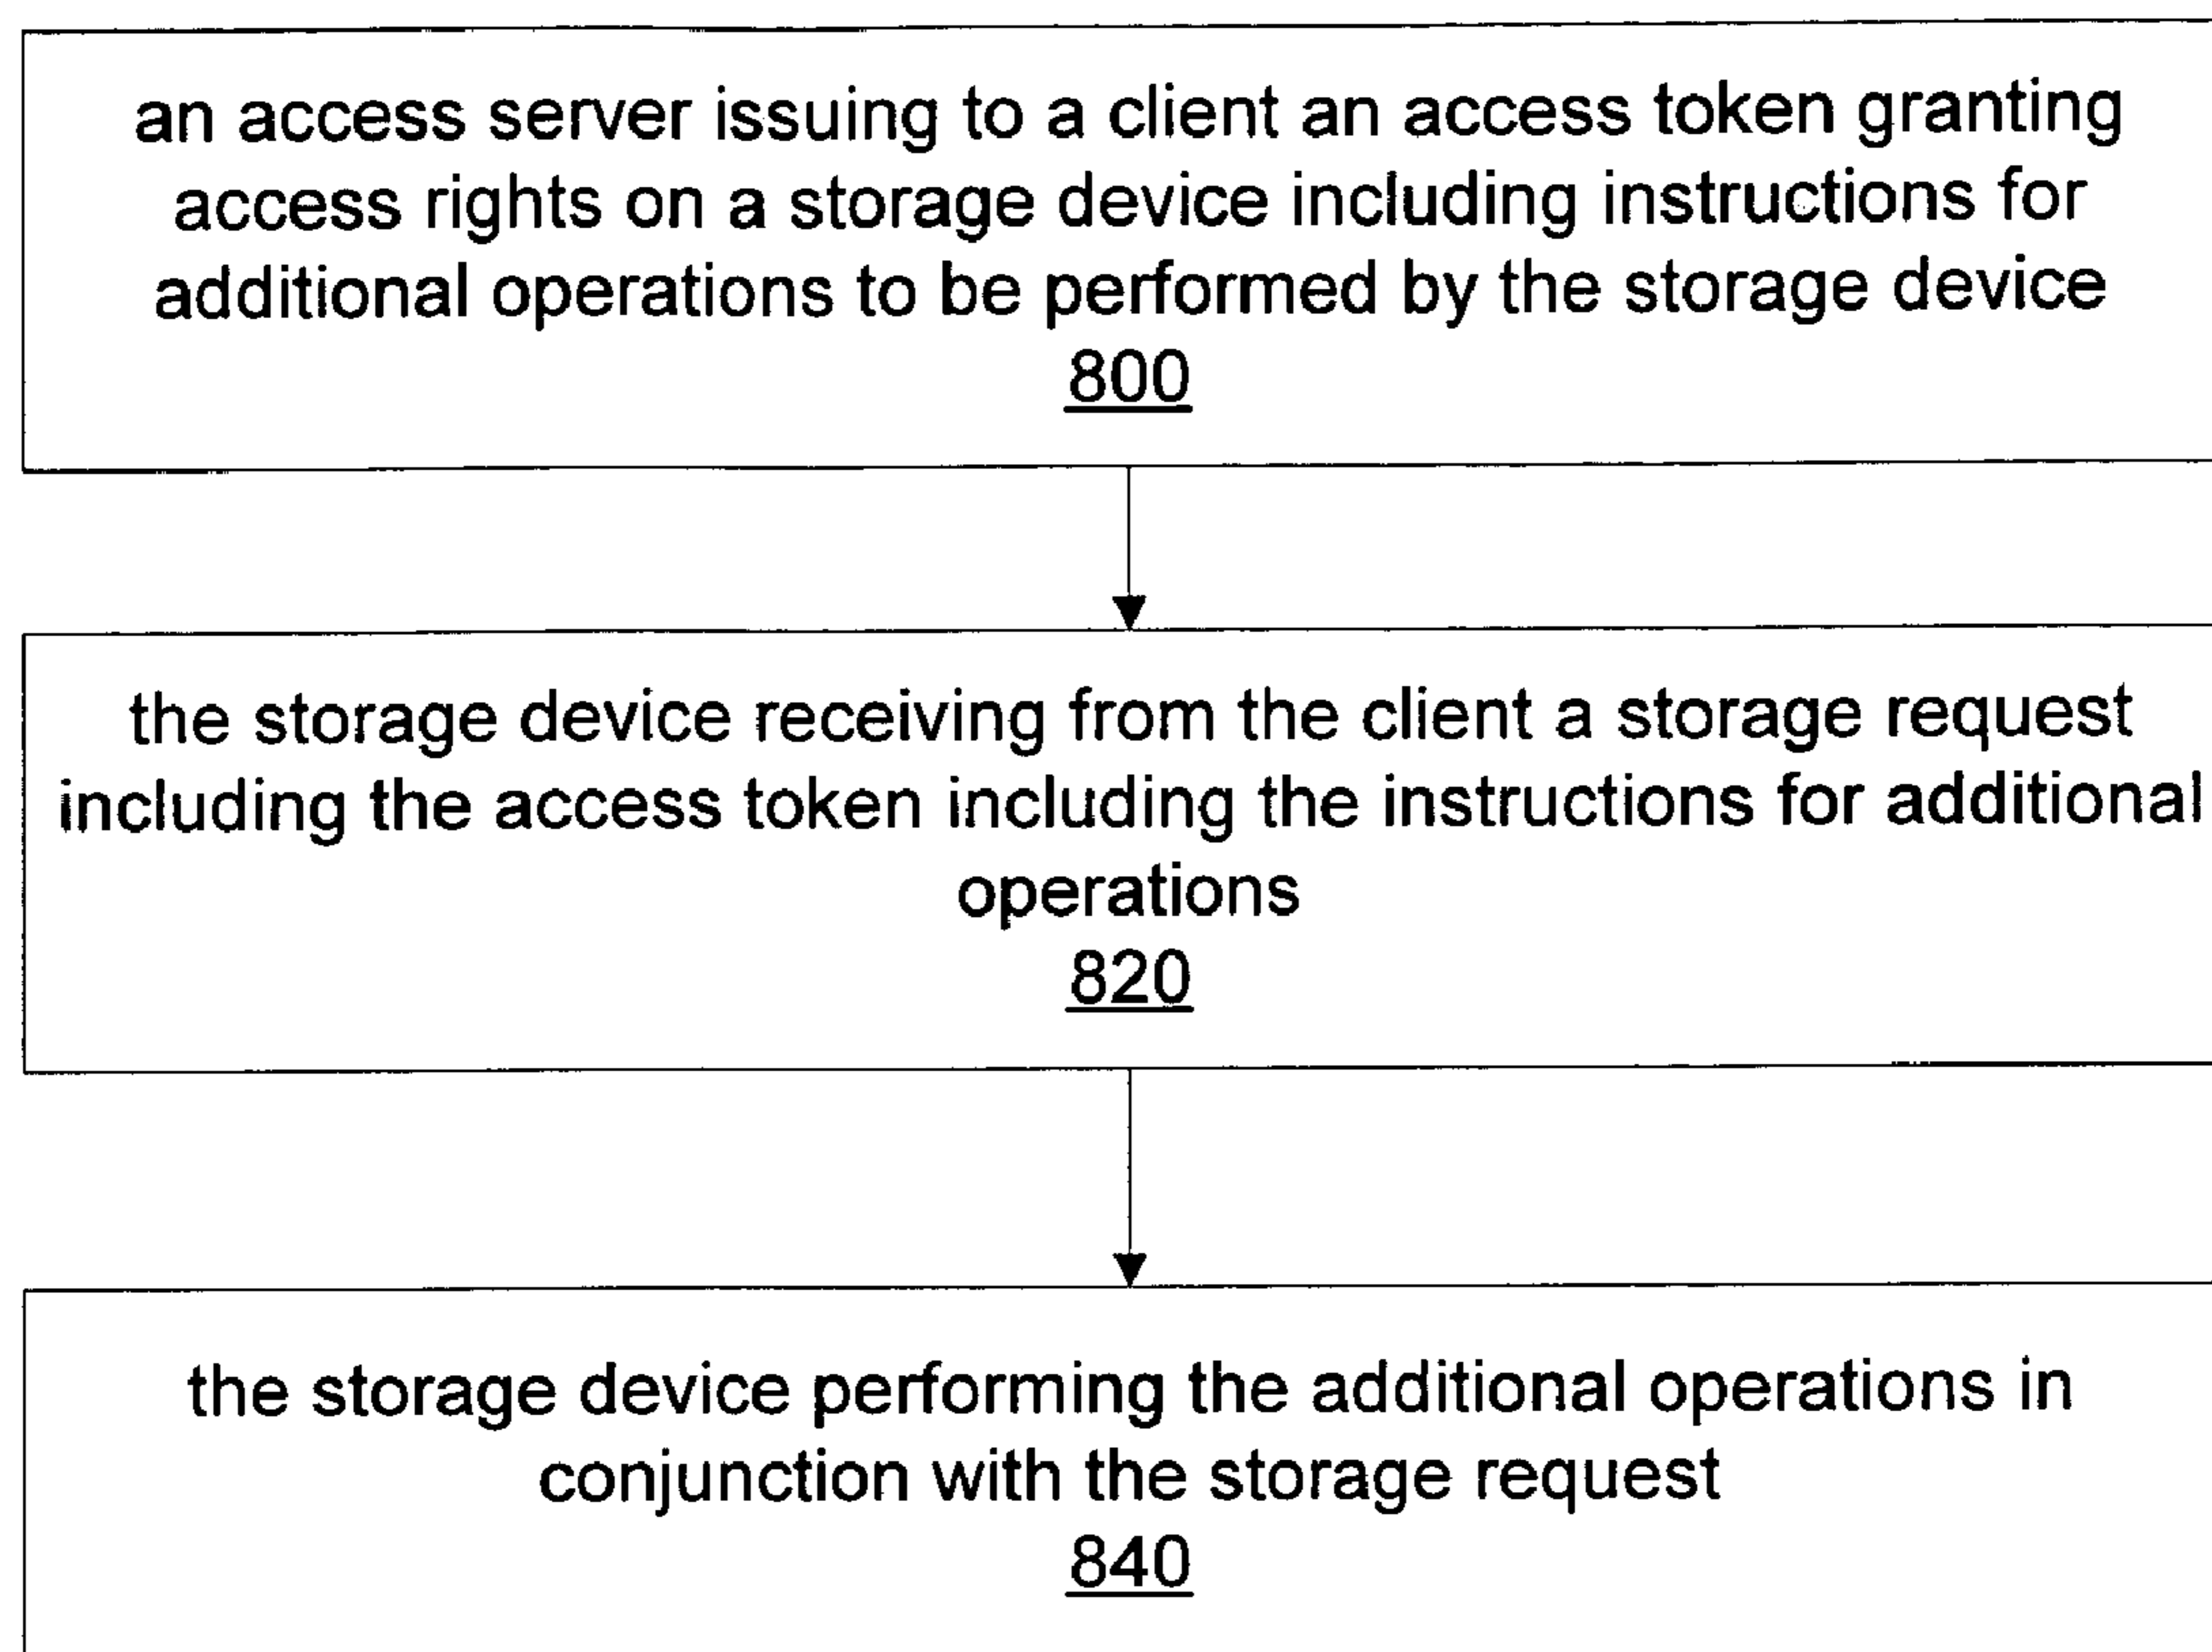 an access server issuing to a client an access token granting
access rights on a storage device including instructions for
additional operations to be performed by the storage device
800
the storage device receiving from the client a storage request
including the access token including the instructions for additional
operations
820
the storage device performing the additional operations in
conjunction with the storage request
840